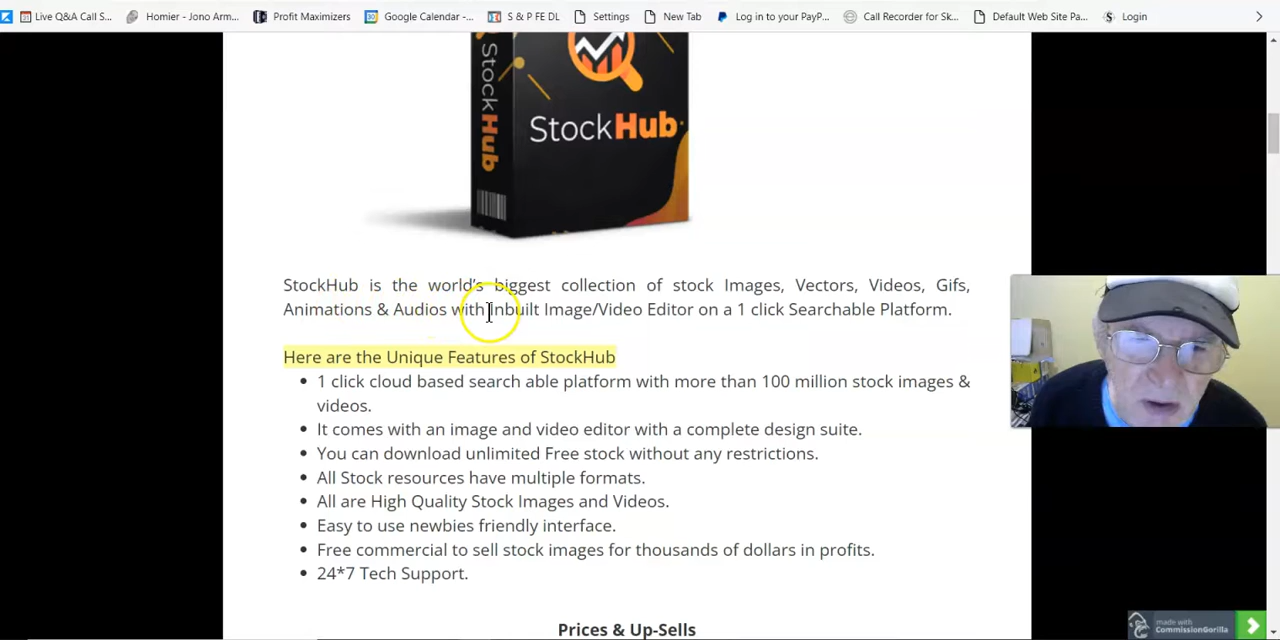 Live Q&A Call S...
Homier - Jono Arm...
Profit Maximizers
Google Calendar -...
S & P FE DL
Settings
New Tab
Log in to your PayP...
Call Recorder for Sk...
Default Web Site Pa...
Login
StockHub
StockHub
StockHub is the world's biggest collection of stock Images, Vectors, Videos, Gifs,
Animations & Audios with Inbuilt Image/Video Editor on a 1 click Searchable Platform.
Here are the Unique Features of StockHub
1 click cloud based search able platform with more than 100 million stock images &
videos.
It comes with an image and video editor with a complete design suite.
You can download unlimited Free stock without any restrictions.
All Stock resources have multiple formats.
All are High Quality Stock Images and Videos.
Easy to use newbies friendly interface.
Free commercial to sell stock images for thousands of dollars in profits.
24*7 Tech Support.
Prices & Up-Sells
made with
COMMISSIONGORILLA